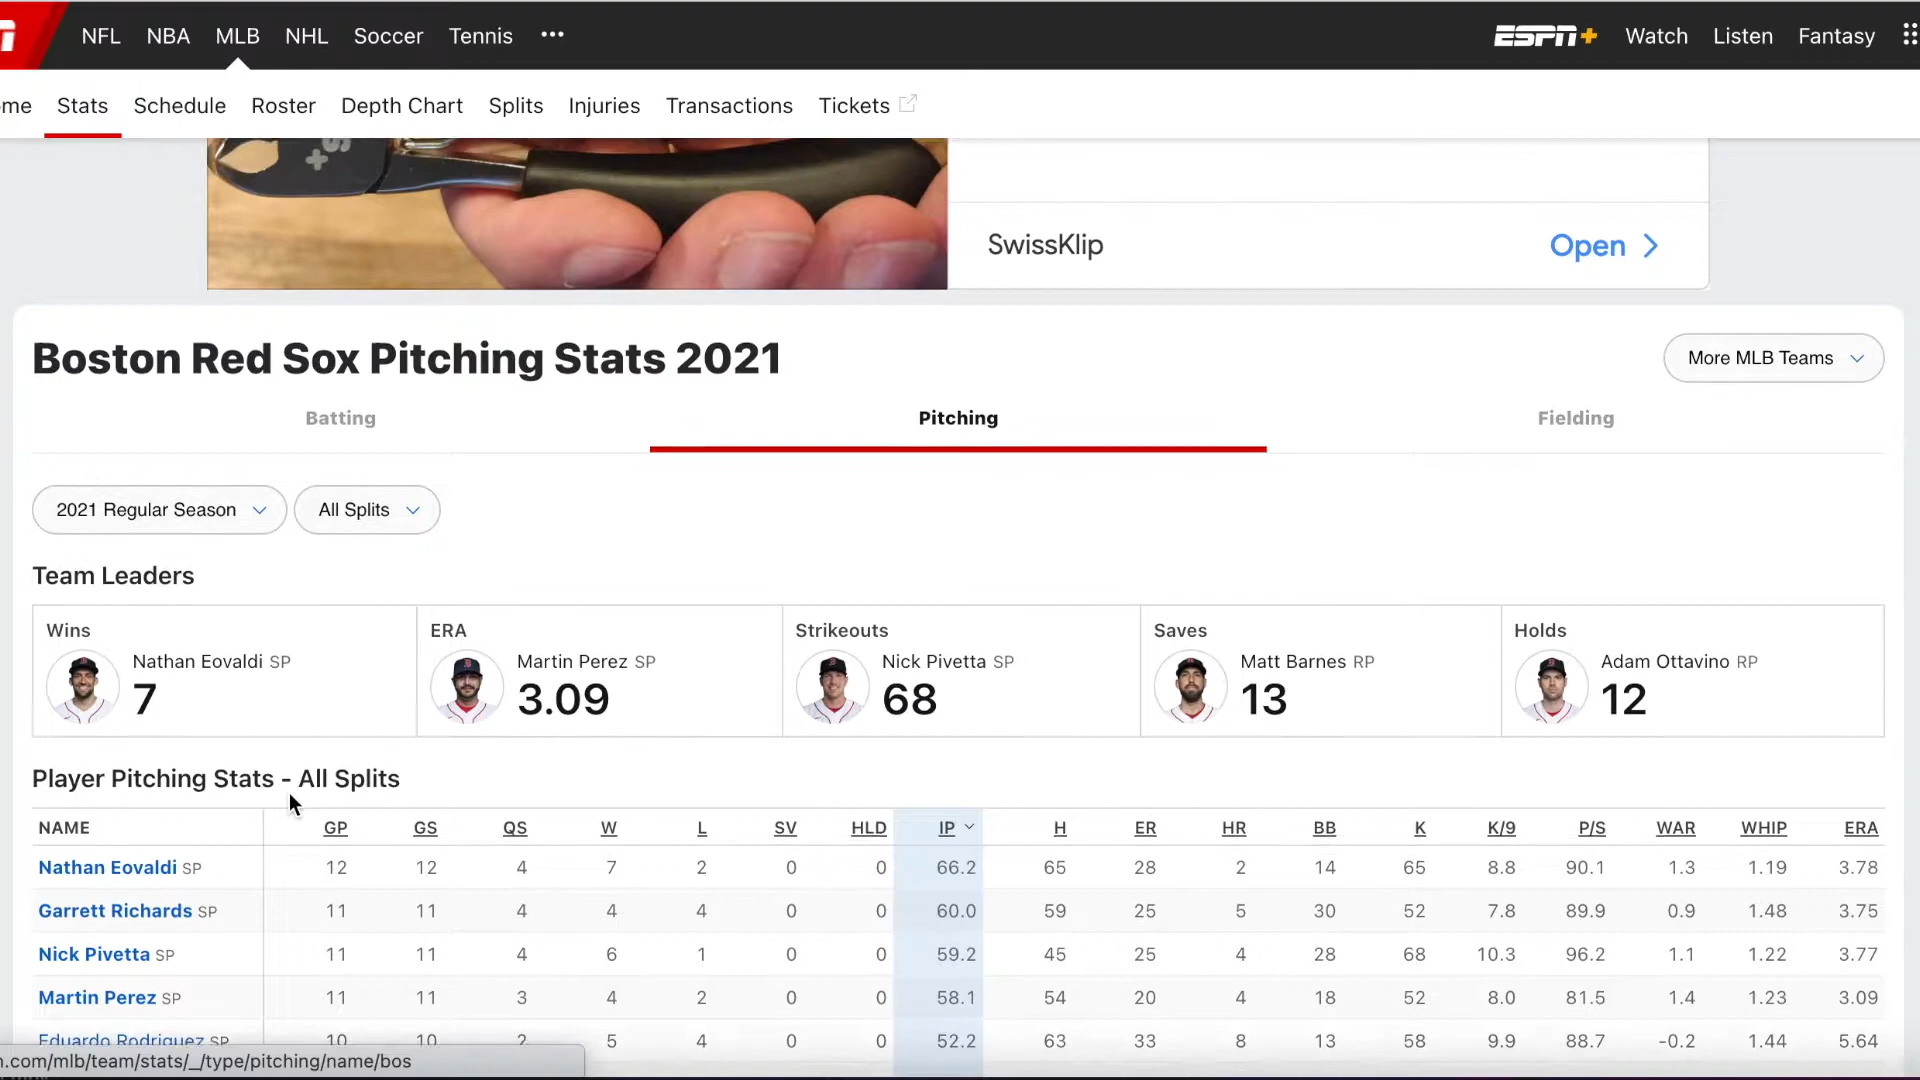 NFL NBA MLB NHL Soccer Tennis ••• ESPN+ Watch Listen Fantasy
me Stats Schedule Roster Depth Chart Splits Injuries Transactions Tickets
+S
SwissKlip Open
Boston Red Sox Pitching Stats 2021 More MLB Teams
Batting Pitching Fielding
2021 Regular Season All Splits
Team Leaders
Wins ERA Strikeouts Saves Holds
Nathan Eovaldi SP Martin Perez SP Nick Pivetta SP Matt Barnes RP Adam Ottavino RP
7 3.09 68 13 12
Player Pitching Stats - All Splits
NAME GP GS QS W L SV HLD IP H ER HR BB K K/9 P/S WAR WHIP ERA
Nathan Eovaldi SP 12 12 4 7 2 0 0 66.2 65 28 2 14 65 8.8 90.1 1.3 1.19 3.78
Garrett Richards SP 11 11 4 4 4 0 0 60.0 59 25 5 30 52 7.8 89.9 0.9 1.48 3.75
Nick Pivetta SP 11 11 4 6 1 0 0 59.2 45 25 4 28 68 10.3 96.2 1.1 1.22 3.77
Martin Perez SP 11 11 3 4 2 0 0 58.1 54 20 4 18 52 8.0 81.5 1.4 1.23 3.09
Eduardo Rodriguez SP 10 10 2 5 4 0 0 52.2 63 33 8 13 58 9.9 88.7 -0.2 1.44 5.64
n.com/mlb/team/stats/_/type/pitching/name/bos